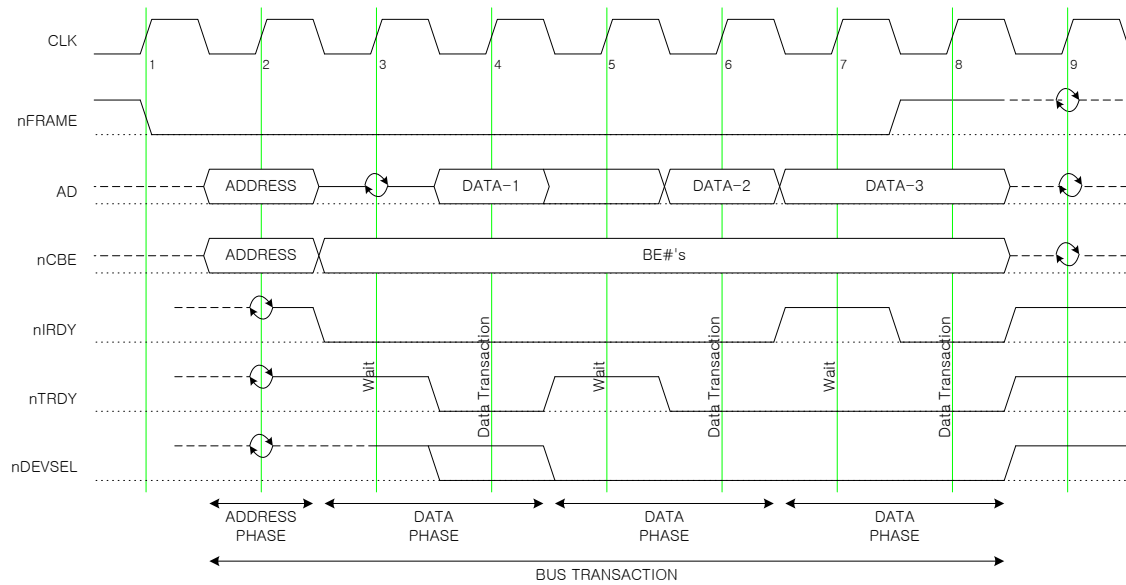 CLK
1 2 3 4 5 6 7 8 9
nFRAME
AD ADDRESS DATA-1 DATA-2 DATA-3
nCBE ADDRESS BE#'s
nIRDY
nTRDY
nDEVSEL
Wait
Data Transaction
Wait
Data Transaction
Wait
Data Transaction
ADDRESS PHASE
DATA PHASE
DATA PHASE
DATA PHASE
BUS TRANSACTION